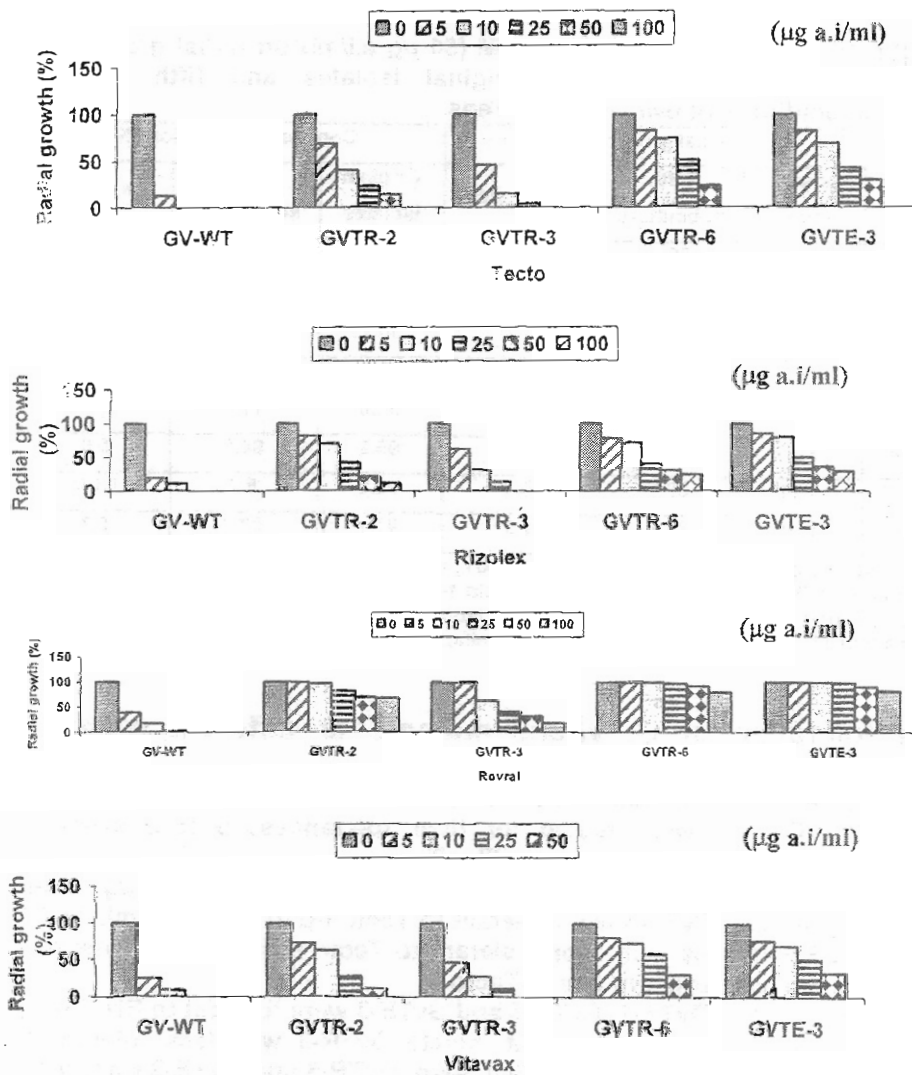 0 5 10 25 50 100
(µg a.i/ml)
Radial growth (%)
150
100
50
0
GV-WT GVTR-2 GVTR-3 GVTR-6 GVTE-3
Tecto
0 5 10 25 50 100
(µg a.i/ml)
Radial growth (%)
150
100
50
0
GV-WT GVTR-2 GVTR-3 GVTR-6 GVTE-3
Rizolex
0 5 10 25 50 100
(µg a.i/ml)
Radial growth (%)
150
100
50
0
GV-WT GVTR-2 GVTR-3 GVTR-6 GVTE-3
Rovral
0 5 10 25 50
(µg a.i/ml)
Radial growth (%)
150
100
50
0
GV-WT GVTR-2 GVTR-3 GVTR-6 GVTE-3
Vitavax